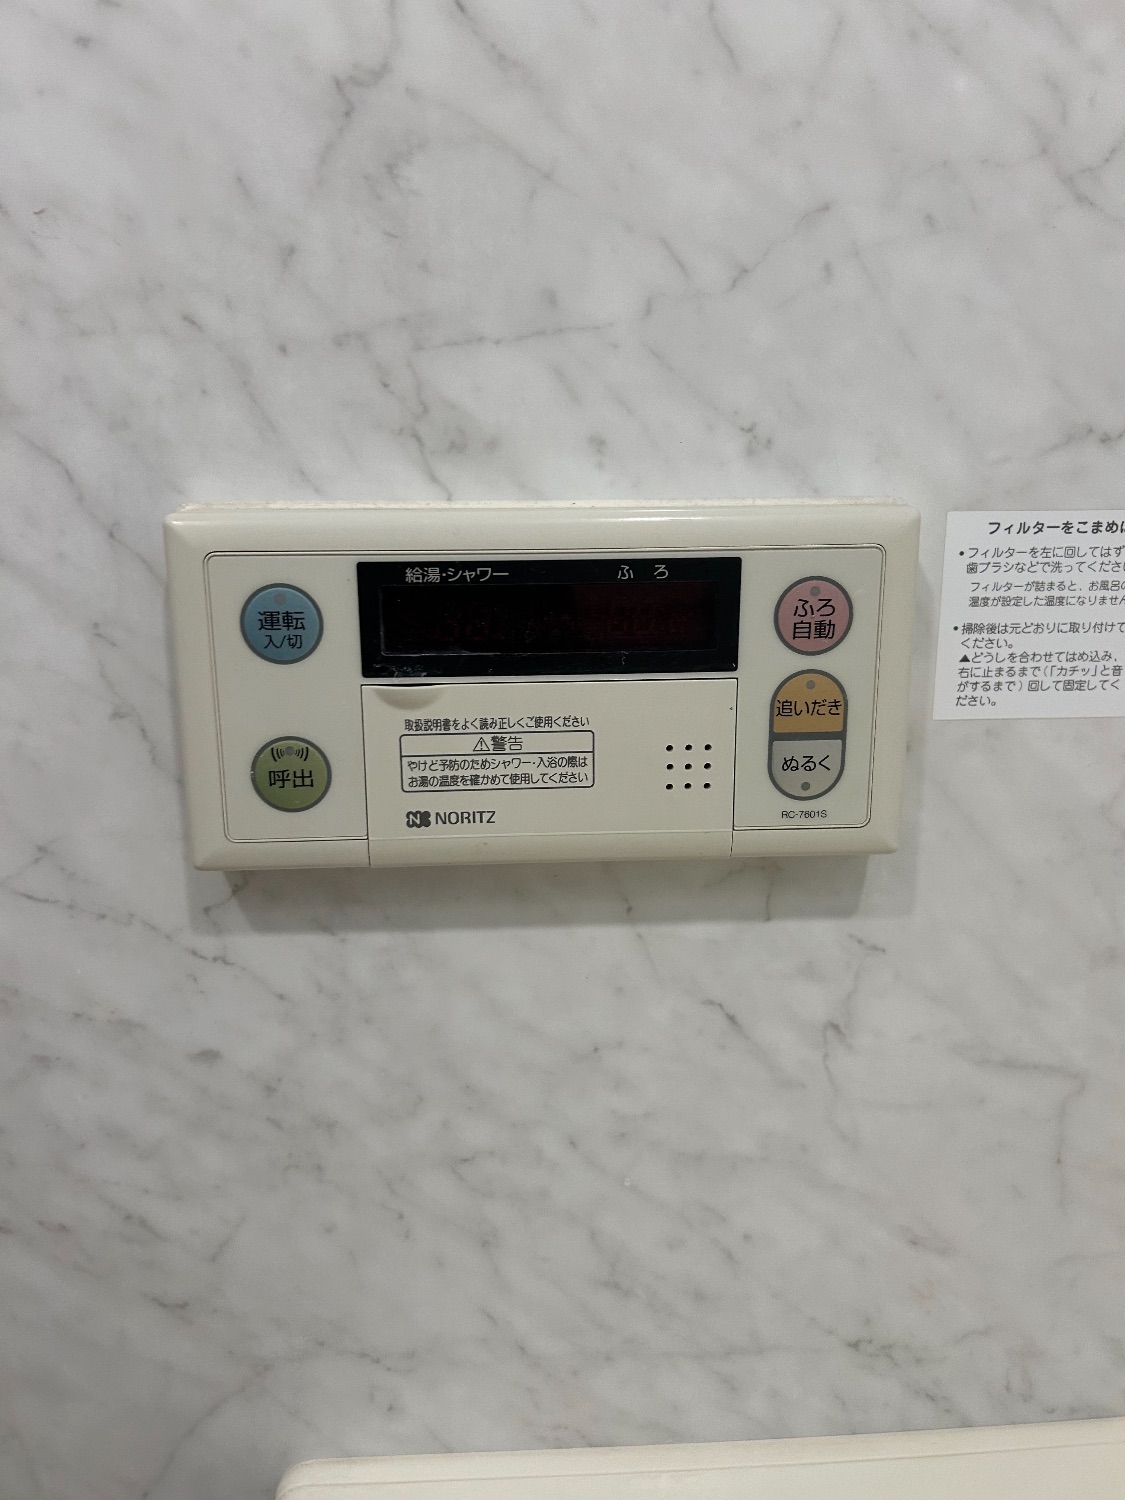 給湯・シャワー
ふろ
運転
入/切
呼出
ふろ
自動
追いだき
ぬるく
RC-7601S
取扱説明書をよく読み正しくご使用ください
警告
やけど予防のためシャワー・入浴の際は
お湯の温度を確かめて使用してください
NORITZ
フィルターをこまめに
•フィルターを左に回してはず
歯ブラシなどで洗ってください
フィルターが詰まると、お風呂の
温度が設定した温度になりません
•掃除後は元どおりに取り付けて
ください。
▲どうしを合わせてはめ込み、
右に止まるまで(「カチッ」と音
がするまで)回して固定してく
ださい。